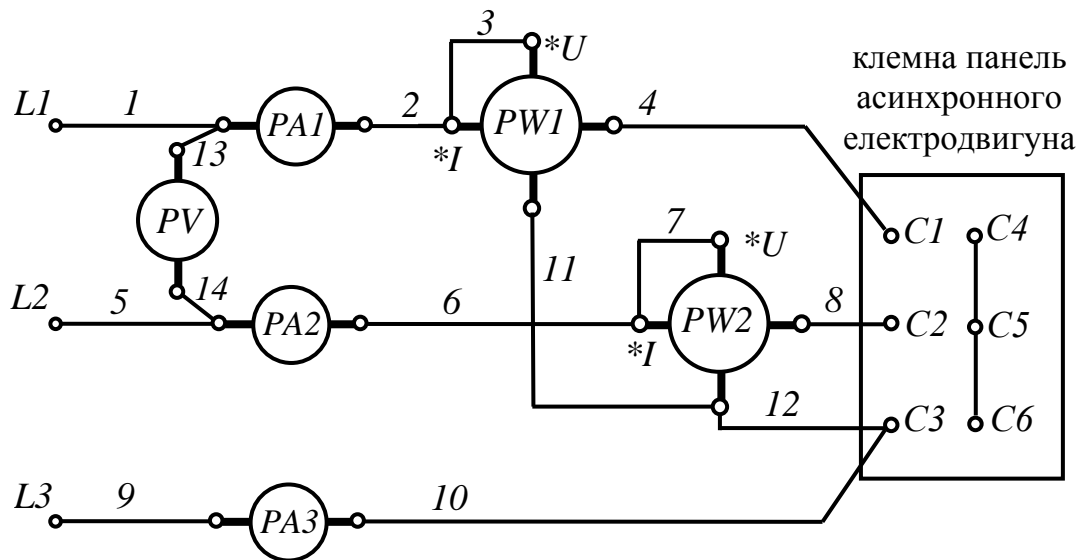 3
*U
клемна панель
асинхронного
електродвигуна
L1
1
PA1
2
PW1
4
*I
13
PV
C1
C4
7
*U
11
L2
5
14
PA2
6
PW2
8
C2
C5
*I
12
C3
C6
L3
9
PA3
10